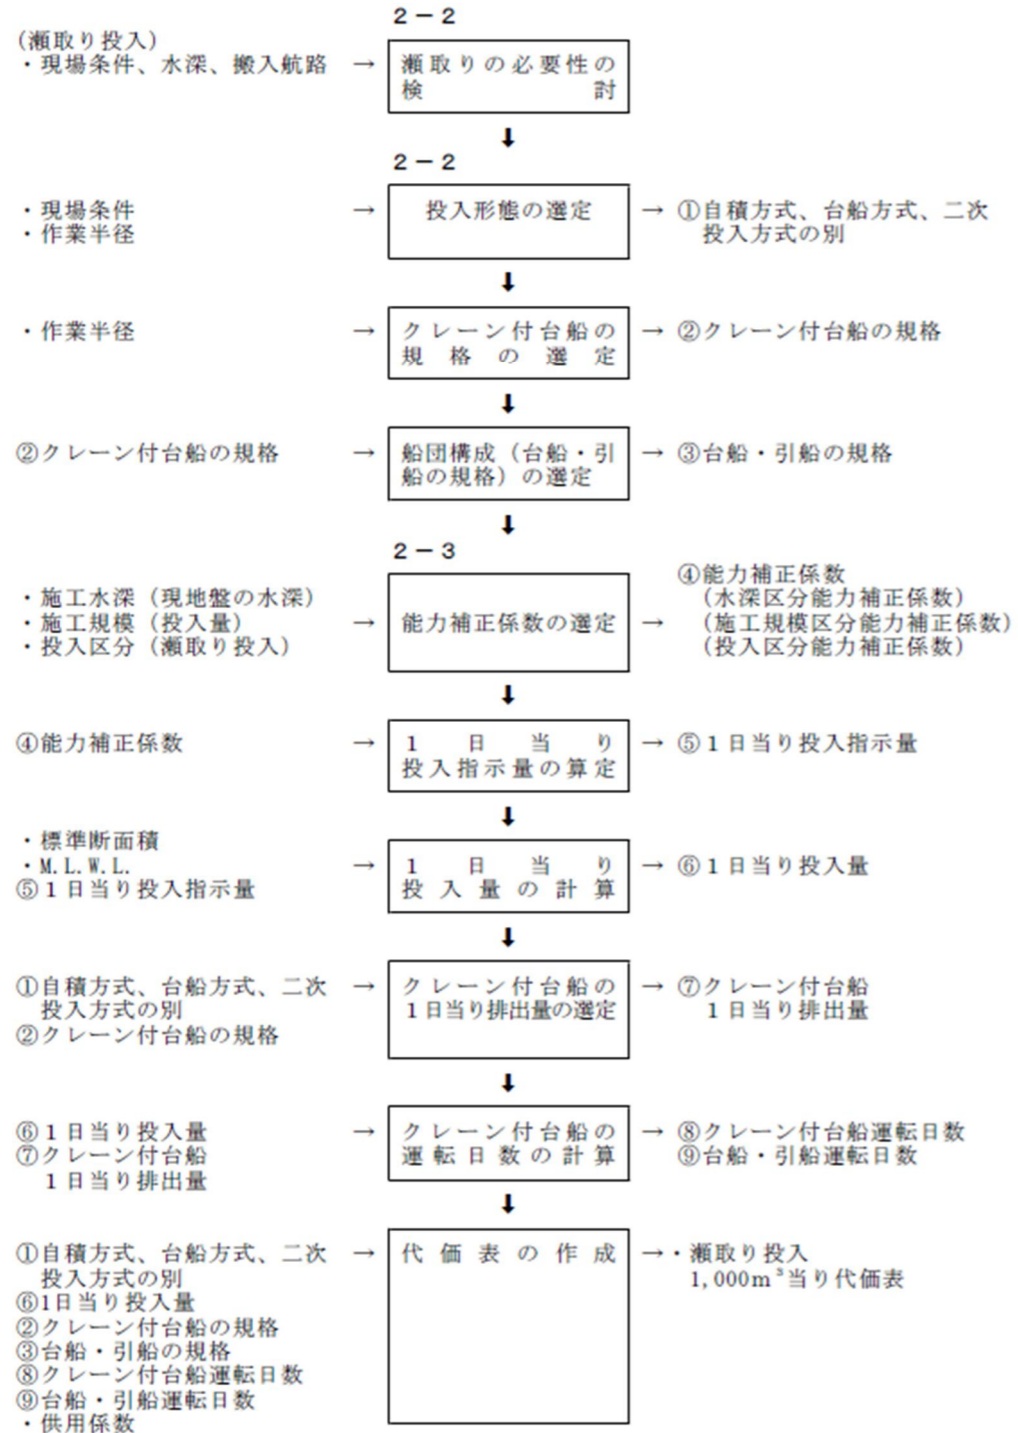 2－2
(瀬取り投入)
・現場条件、水深、搬入航路 → 瀬取りの必要性の
検討
⬇
2－2
・現場条件 → 投入形態の選定 → ①自積方式、台船方式、二次
・作業半径 投入方式の別
⬇
・作業半径 → クレーン付台船の → ②クレーン付台船の規格
規格の選定
⬇
②クレーン付台船の規格 → 船団構成（台船・引 → ③台船・引船の規格
船の規格）の選定
⬇
2－3
④能力補正係数
・施工水深（現地盤の水深） (水深区分能力補正係数)
・施工規模（投入量） → 能力補正係数の選定 → (施工規模区分能力補正係数)
・投入区分（瀬取り投入） (投入区分能力補正係数)
⬇
④能力補正係数 → 1日当り → ⑤1日当り投入指示量
投入指示量の算定
⬇
・標準断面積
・M.L.W.L. → 1日当り → ⑥1日当り投入量
⑤1日当り投入指示量 投入量の計算
⬇
①自積方式、台船方式、二次 → クレーン付台船の → ⑦クレーン付台船
投入方式の別 1日当り排出量の選定 1日当り排出量
②クレーン付台船の規格
⬇
⑥1日当り投入量 → クレーン付台船の → ⑧クレーン付台船運転日数
⑦クレーン付台船 運転日数の計算 ⑨台船・引船運転日数
1日当り排出量
⬇
①自積方式、台船方式、二次 → 代価表の作成 →・瀬取り投入
投入方式の別 1,000m³当り代価表
⑥1日当り投入量
②クレーン付台船の規格
③台船・引船の規格
⑧クレーン付台船運転日数
⑨台船・引船運転日数
・供用係数